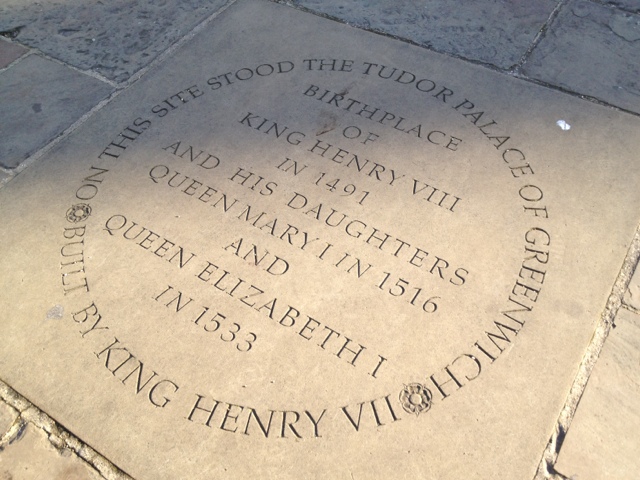 ON THIS SITE STOOD THE TUDOR PALACE OF GREENWICH
BUILT BY KING HENRY VII
BIRTHPLACE
OF
KING HENRY VIII
IN 1491
AND HIS DAUGHTERS
QUEEN MARY I IN 1516
AND
QUEEN ELIZABETH I
IN 1533